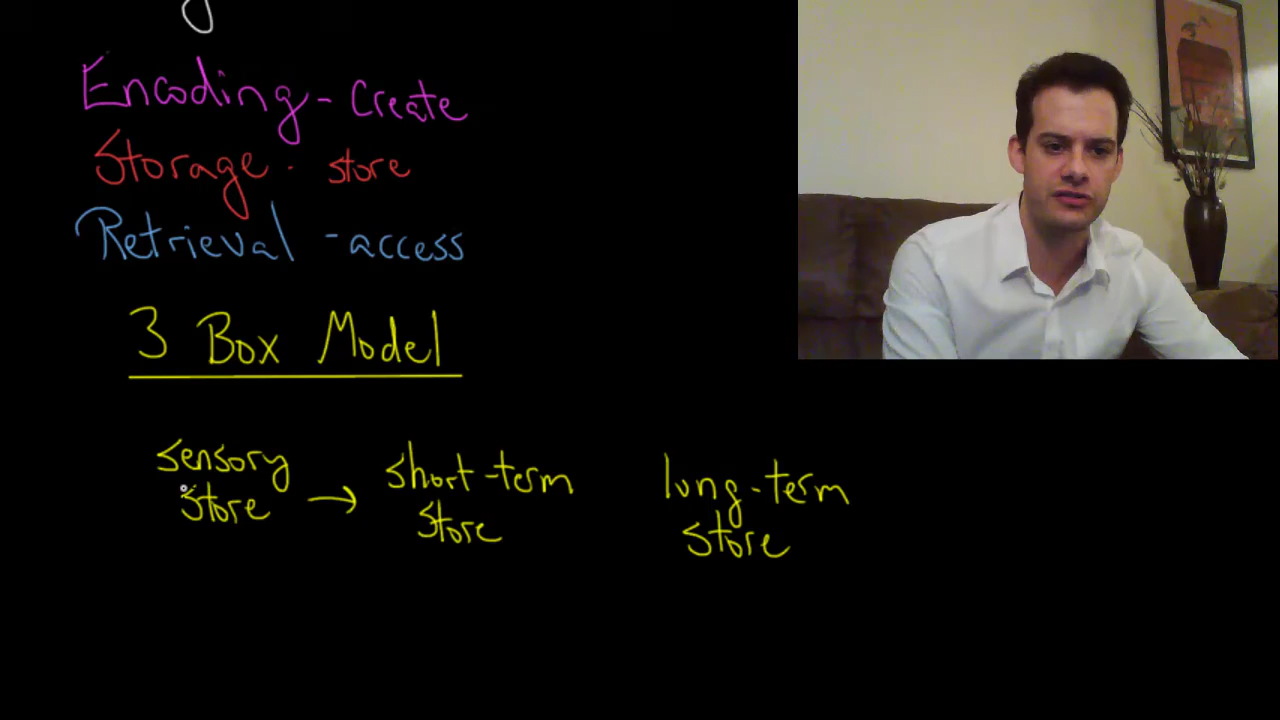 Encoding - Create
Storage - store
Retrieval - access
3 Box Model
sensory store → short-term store long-term store